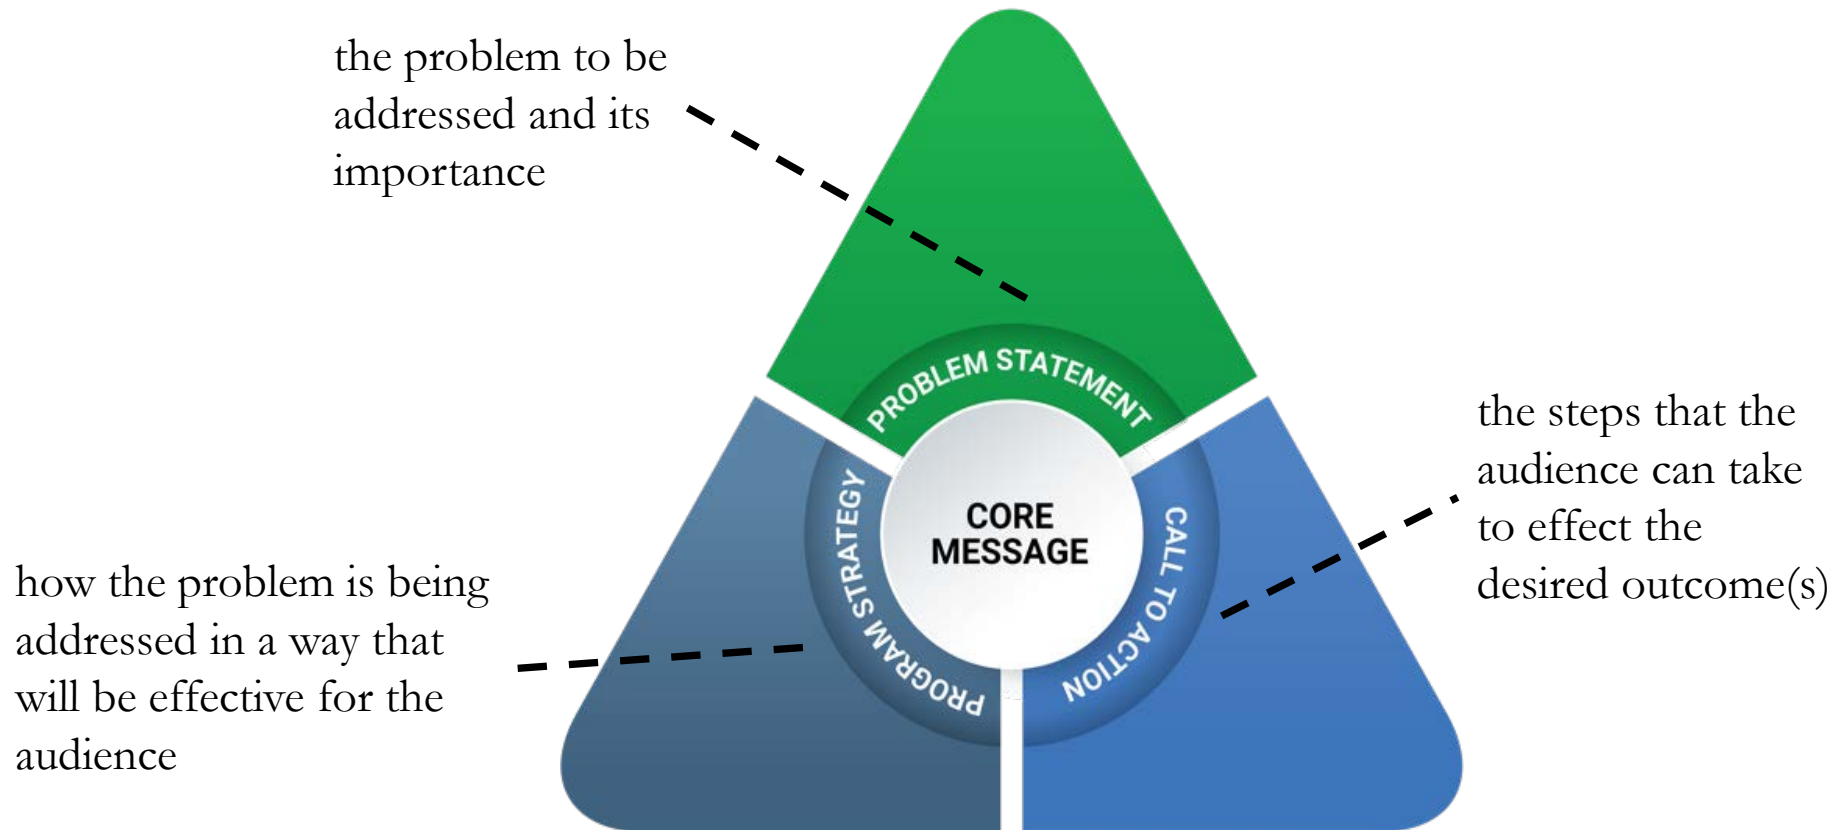 the problem to be
addressed and its
importance
PROBLEM STATEMENT
CORE
MESSAGE
CALL TO ACTION
the steps that the
audience can take
to effect the
desired outcome(s)
PROGRAM STRATEGY
how the problem is being
addressed in a way that
will be effective for the
audience